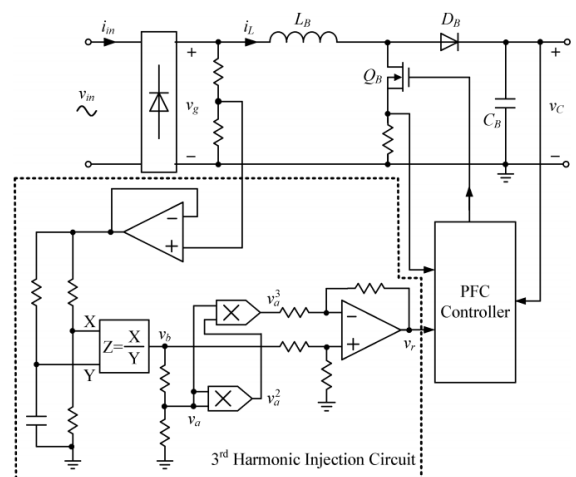 i_in
i_L
L_B
D_B
+
+
Q_B
v_in
v_g
C_B
v_C
−
−
−
+
PFC
Controller
X
Z=X/Y
Y
v_b
v_a^3
−
+
v_r
×
×
v_a
v_a^2
3rd Harmonic Injection Circuit